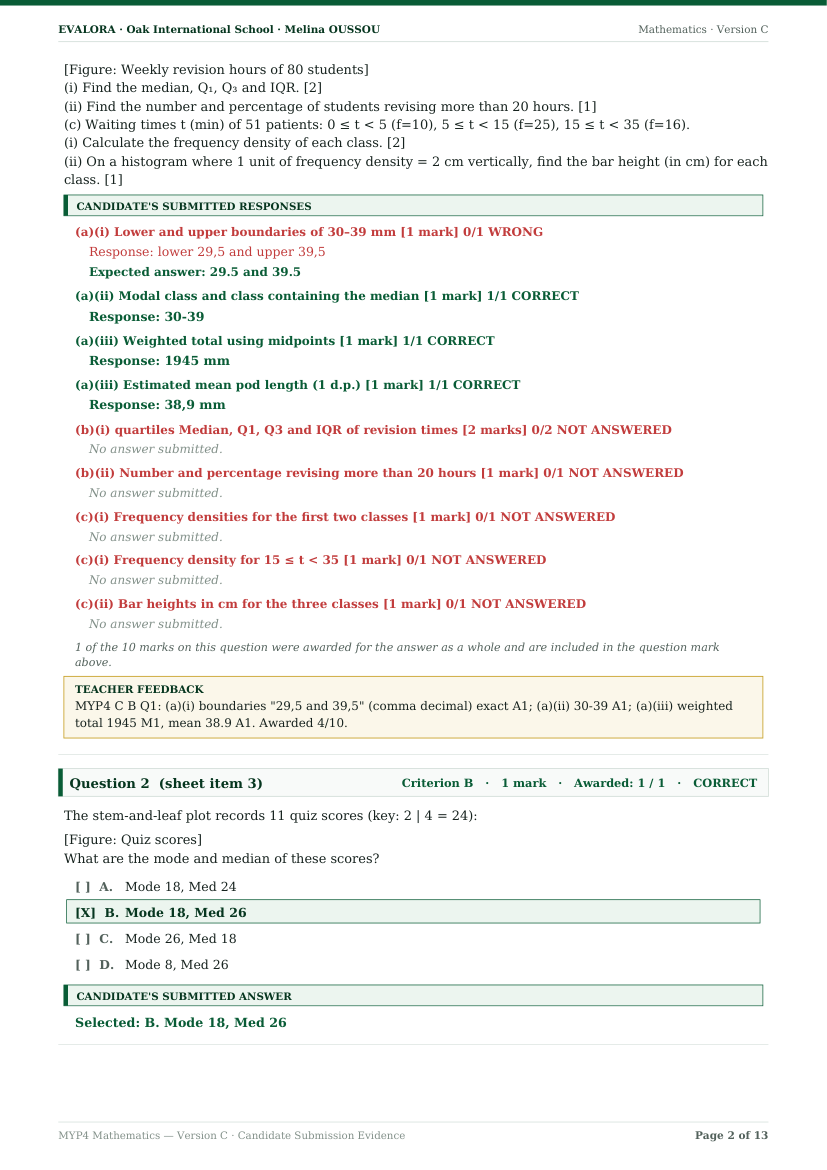 EVALORA · Oak International School · Melina OUSSOU
Mathematics · Version C
[Figure: Weekly revision hours of 80 students]
(i) Find the median, Q₁, Q₃ and IQR. [2]
(ii) Find the number and percentage of students revising more than 20 hours. [1]
(c) Waiting times t (min) of 51 patients: 0 ≤ t < 5 (f=10), 5 ≤ t < 15 (f=25), 15 ≤ t < 35 (f=16).
(i) Calculate the frequency density of each class. [2]
(ii) On a histogram where 1 unit of frequency density = 2 cm vertically, find the bar height (in cm) for each
class. [1]
CANDIDATE'S SUBMITTED RESPONSES
(a)(i) Lower and upper boundaries of 30–39 mm [1 mark] 0/1 WRONG
Response: lower 29,5 and upper 39,5
Expected answer: 29.5 and 39.5
(a)(ii) Modal class and class containing the median [1 mark] 1/1 CORRECT
Response: 30-39
(a)(iii) Weighted total using midpoints [1 mark] 1/1 CORRECT
Response: 1945 mm
(a)(iii) Estimated mean pod length (1 d.p.) [1 mark] 1/1 CORRECT
Response: 38,9 mm
(b)(i) quartiles Median, Q1, Q3 and IQR of revision times [2 marks] 0/2 NOT ANSWERED
No answer submitted.
(b)(ii) Number and percentage revising more than 20 hours [1 mark] 0/1 NOT ANSWERED
No answer submitted.
(c)(i) Frequency densities for the first two classes [1 mark] 0/1 NOT ANSWERED
No answer submitted.
(c)(i) Frequency density for 15 ≤ t < 35 [1 mark] 0/1 NOT ANSWERED
No answer submitted.
(c)(ii) Bar heights in cm for the three classes [1 mark] 0/1 NOT ANSWERED
No answer submitted.
1 of the 10 marks on this question were awarded for the answer as a whole and are included in the question mark
above.
TEACHER FEEDBACK
MYP4 C B Q1: (a)(i) boundaries "29,5 and 39,5" (comma decimal) exact A1; (a)(ii) 30-39 A1; (a)(iii) weighted
total 1945 M1, mean 38.9 A1. Awarded 4/10.
Question 2 (sheet item 3)
Criterion B · 1 mark · Awarded: 1 / 1 · CORRECT
The stem-and-leaf plot records 11 quiz scores (key: 2 | 4 = 24):
[Figure: Quiz scores]
What are the mode and median of these scores?
[ ] A. Mode 18, Med 24
[X] B. Mode 18, Med 26
[ ] C. Mode 26, Med 18
[ ] D. Mode 8, Med 26
CANDIDATE'S SUBMITTED ANSWER
Selected: B. Mode 18, Med 26
MYP4 Mathematics — Version C · Candidate Submission Evidence
Page 2 of 13